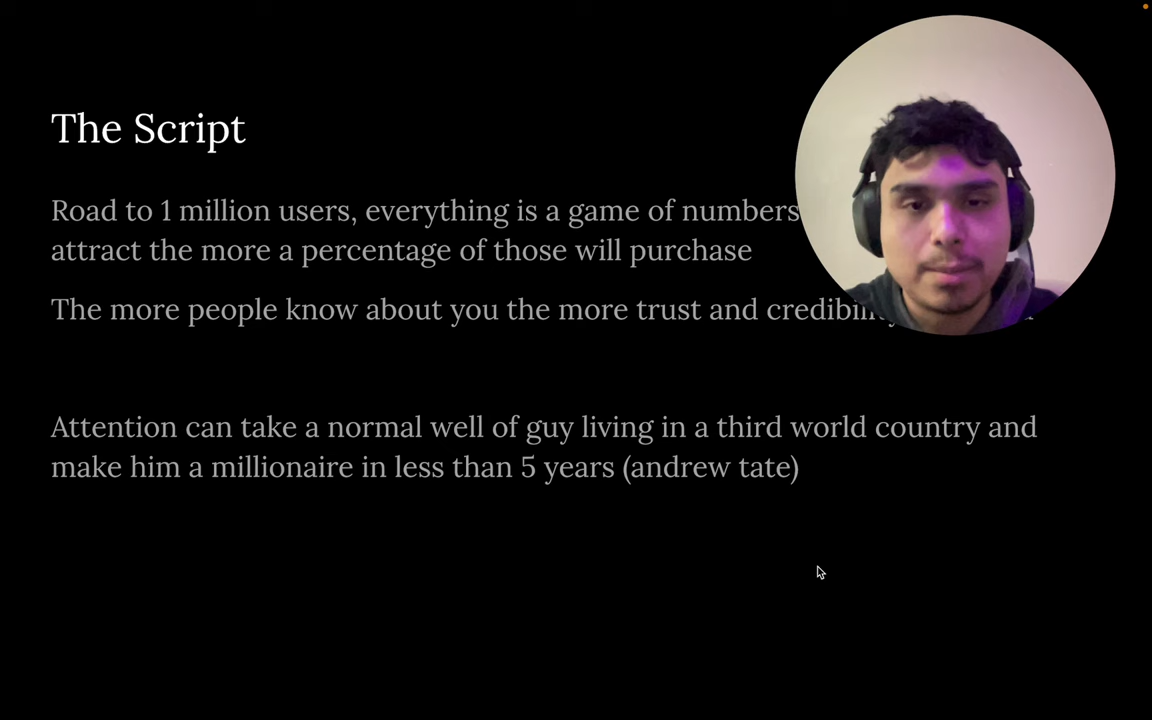 The Script
Road to 1 million users, everything is a game of numbers
attract the more a percentage of those will purchase
The more people know about you the more trust and
Attention can take a normal well of guy living in a third world country and
make him a millionaire in less than 5 years (andrew tate)